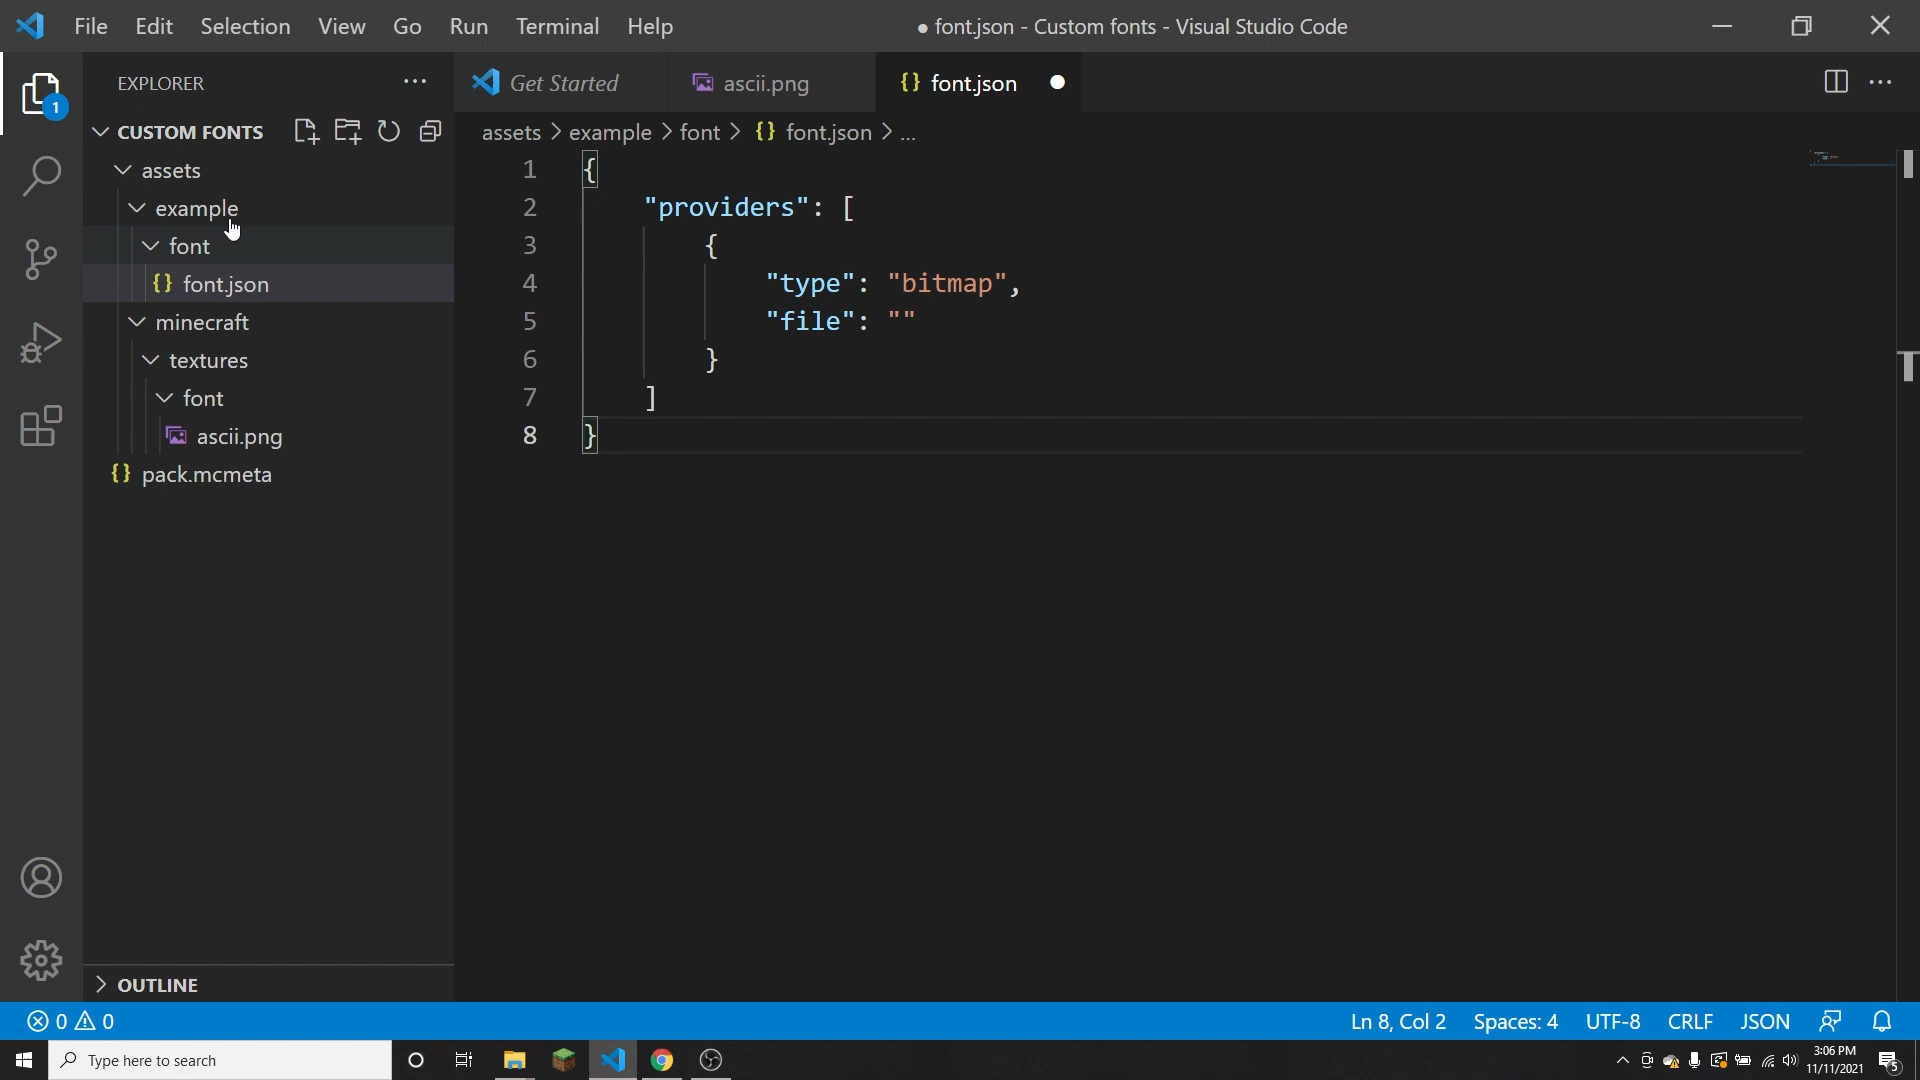 File Edit Selection View Go Run Terminal Help ● font.json - Custom fonts - Visual Studio Code
1
EXPLORER ···
Get Started ascii.png {} font.json ●
CUSTOM FONTS
assets > example > font > {} font.json > ...
assets
example
font
{} font.json
minecraft
textures
font
ascii.png
{} pack.mcmeta
1 {
2 "providers": [
3 {
4 "type": "bitmap",
5 "file": ""
6 }
7 ]
8 }
OUTLINE
0 0 Ln 8, Col 2 Spaces: 4 UTF-8 CRLF JSON
Type here to search
3:06 PM
11/11/2021
5